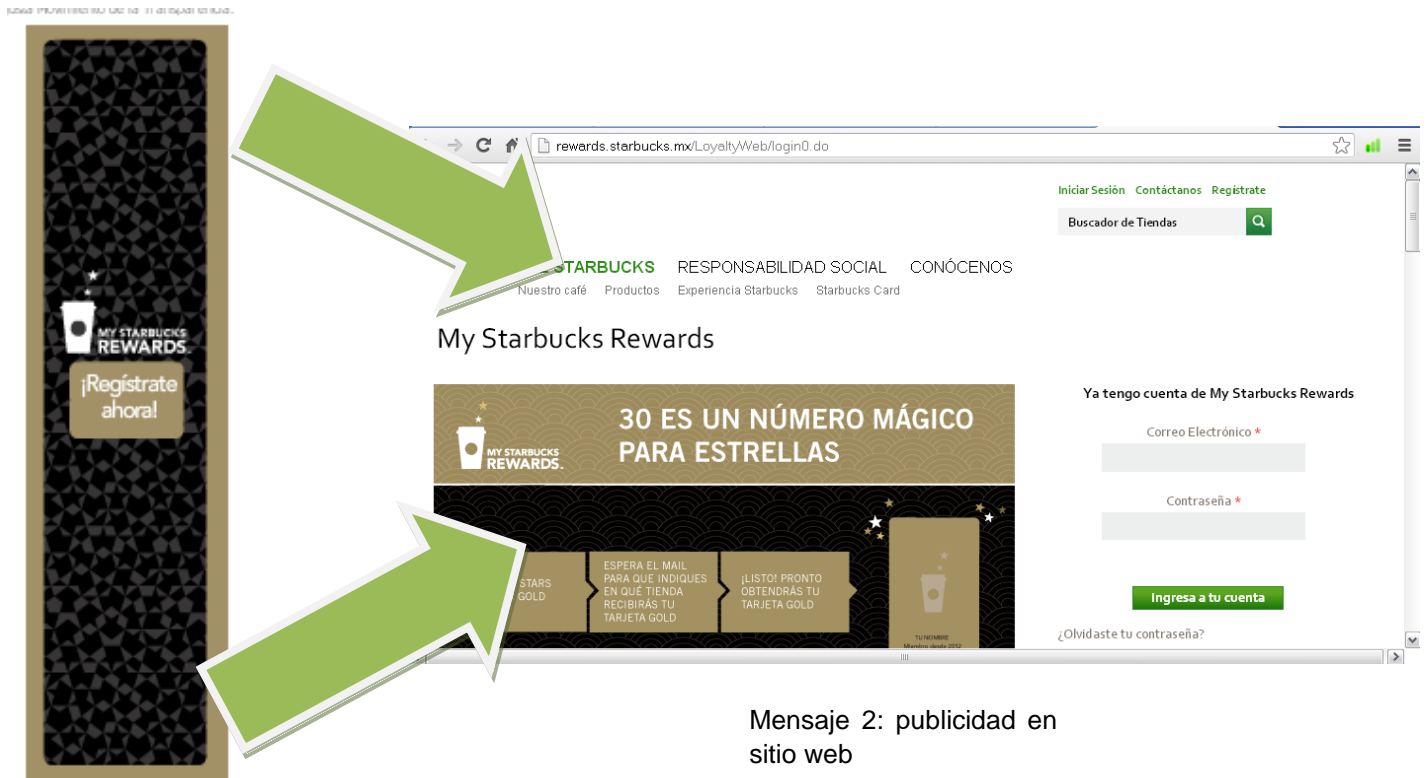 MY STARBUCKS
REWARDS.
¡Regístrate
ahora!
rewards.starbucks.mx/LoyaltyWeb/login0.do
Iniciar Sesión Contáctanos Regístrate
Buscador de Tiendas
STARBUCKS RESPONSABILIDAD SOCIAL CONÓCENOS
Nuestro café Productos Experiencia Starbucks Starbucks Card
My Starbucks Rewards
MY STARBUCKS
REWARDS.
30 ES UN NÚMERO MÁGICO
PARA ESTRELLAS
STARS
GOLD
ESPERA EL MAIL
PARA QUE INDIQUES
EN QUÉ TIENDA
RECIBIRÁS TU
TARJETA GOLD
¡LISTO! PRONTO
OBTENDRÁS TU
TARJETA GOLD
TU NOMBRE
Miembro desde 2012
Ya tengo cuenta de My Starbucks Rewards
Correo Electrónico *
Contraseña *
Ingresa a tu cuenta
¿Olvidaste tu contraseña?
Mensaje 2: publicidad en
sitio web